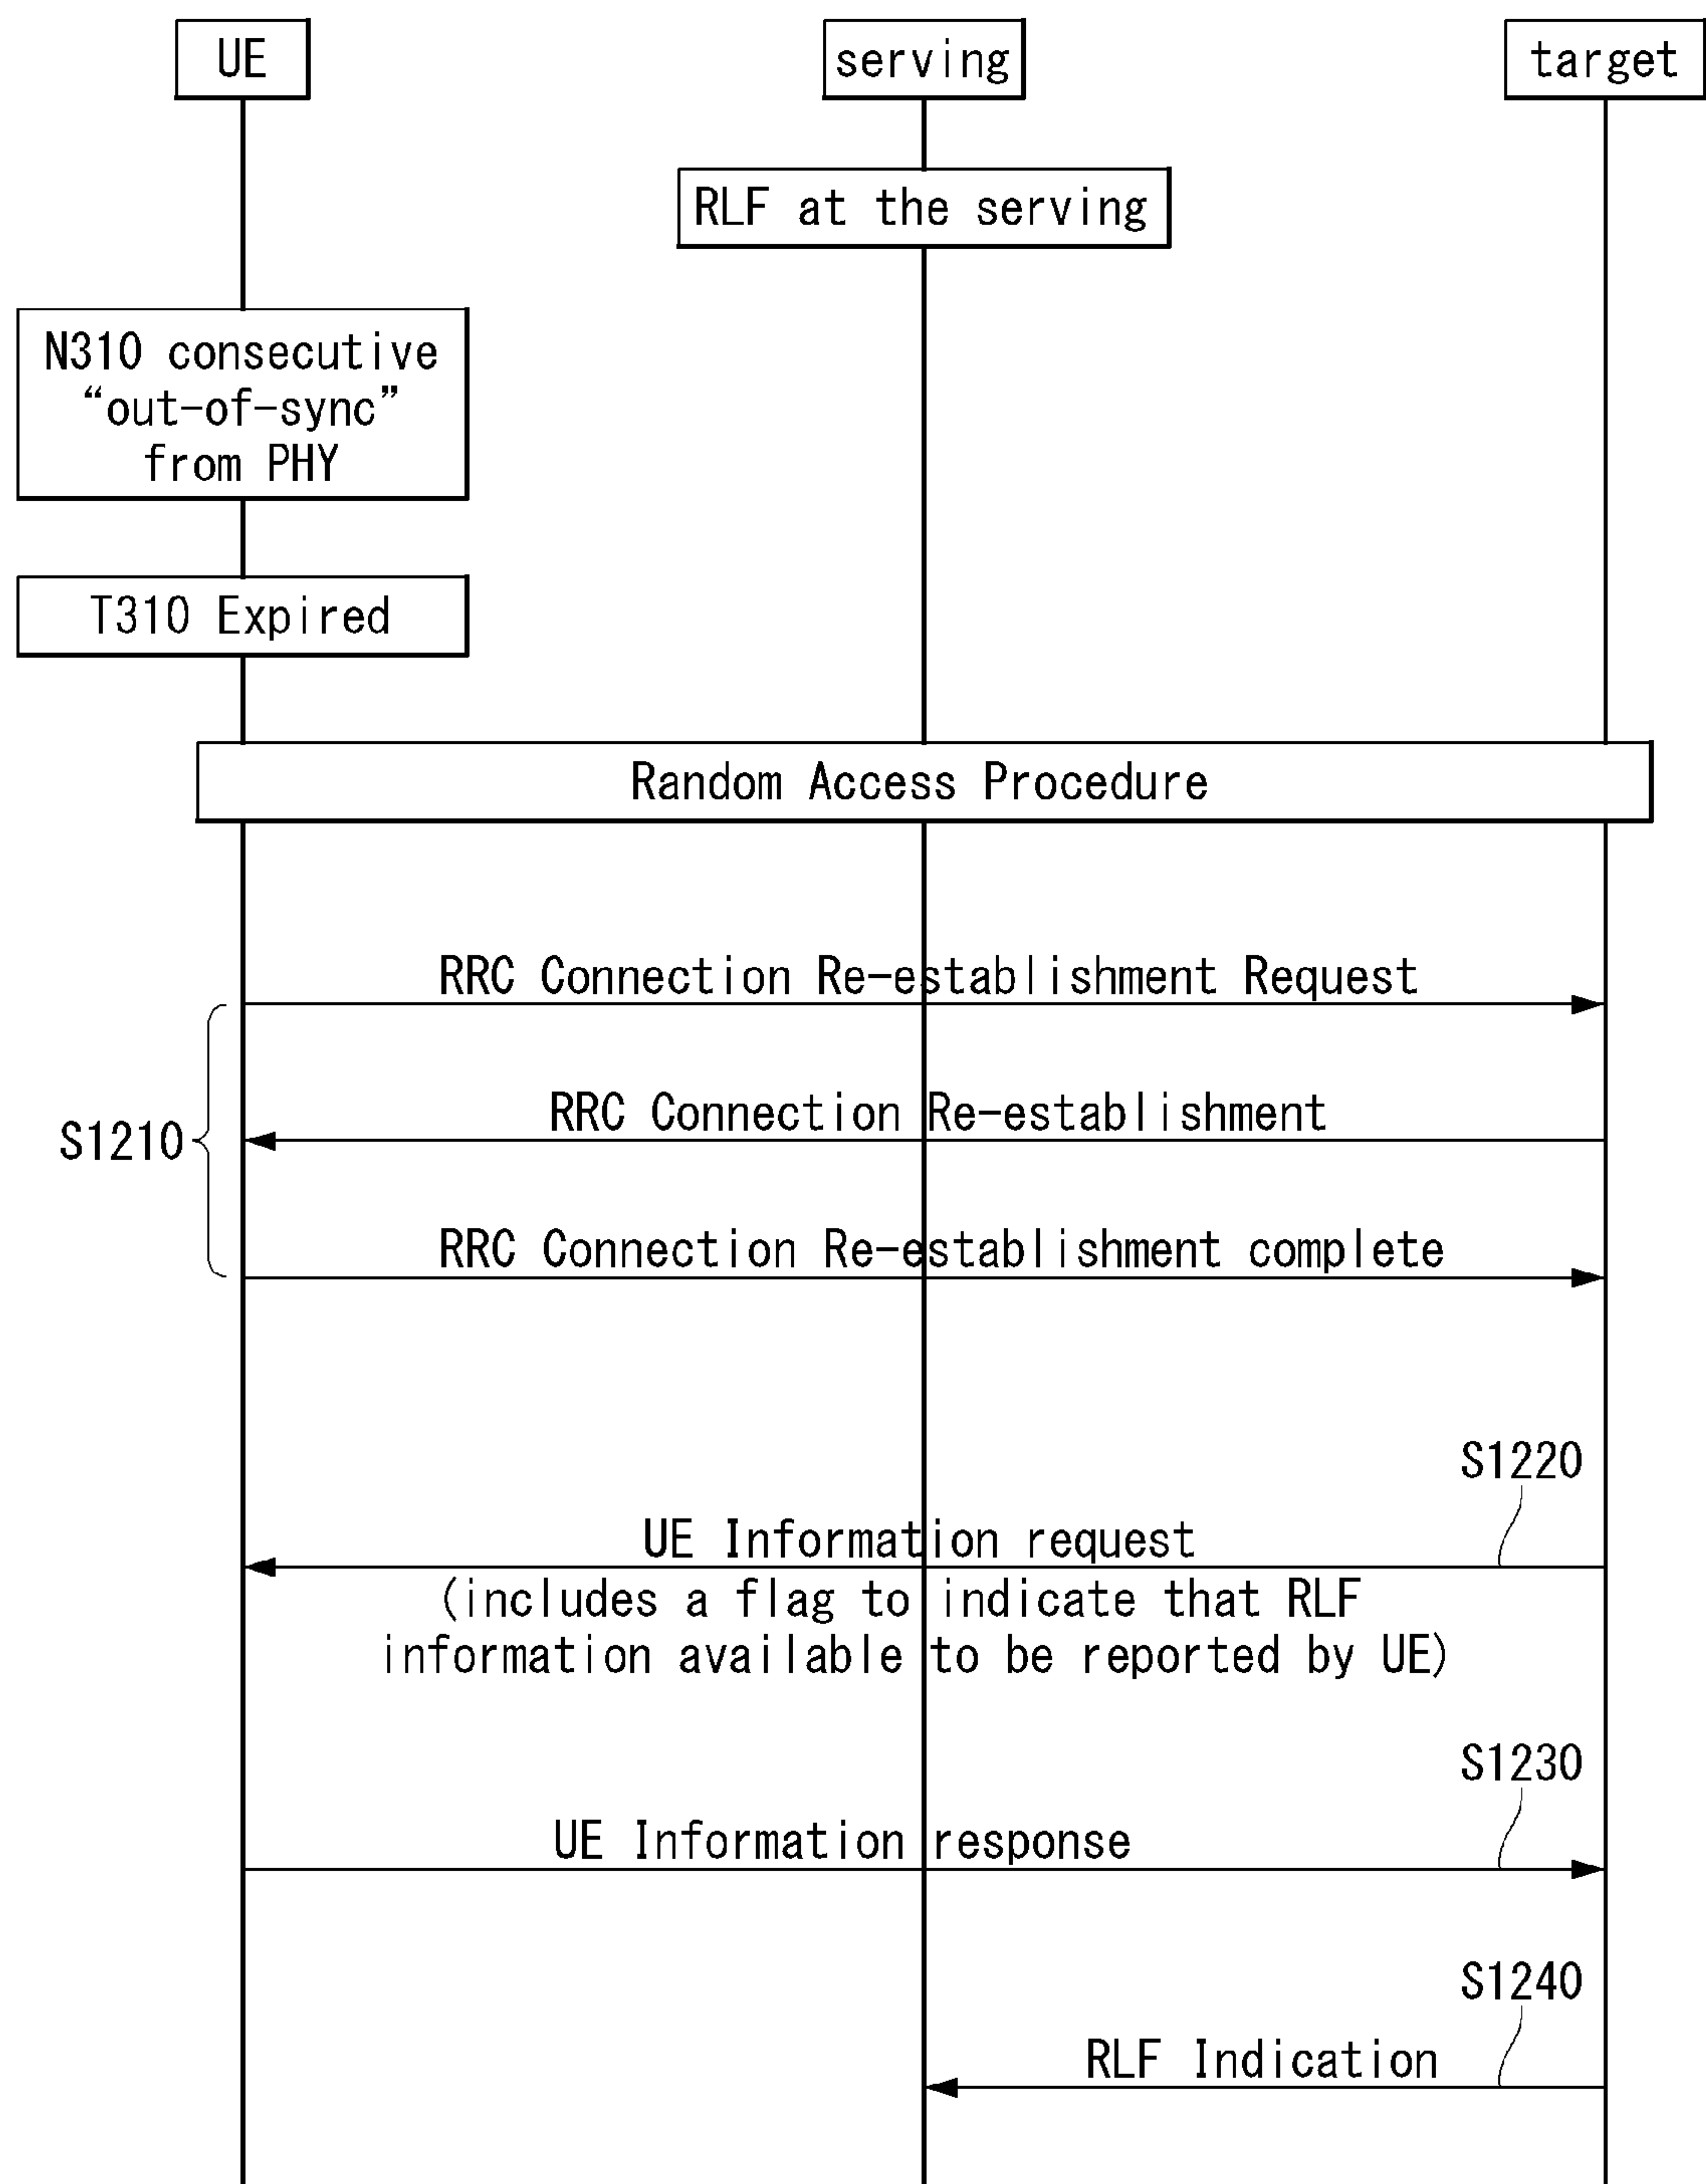 UE
serving
target
RLF at the serving
N310 consecutive
“out-of-sync”
from PHY
T310 Expired
Random Access Procedure
RRC Connection Re-establishment Request
RRC Connection Re-establishment
S1210
RRC Connection Re-establishment complete
S1220
UE Information request
(includes a flag to indicate that RLF
information available to be reported by UE)
S1230
UE Information response
S1240
RLF Indication